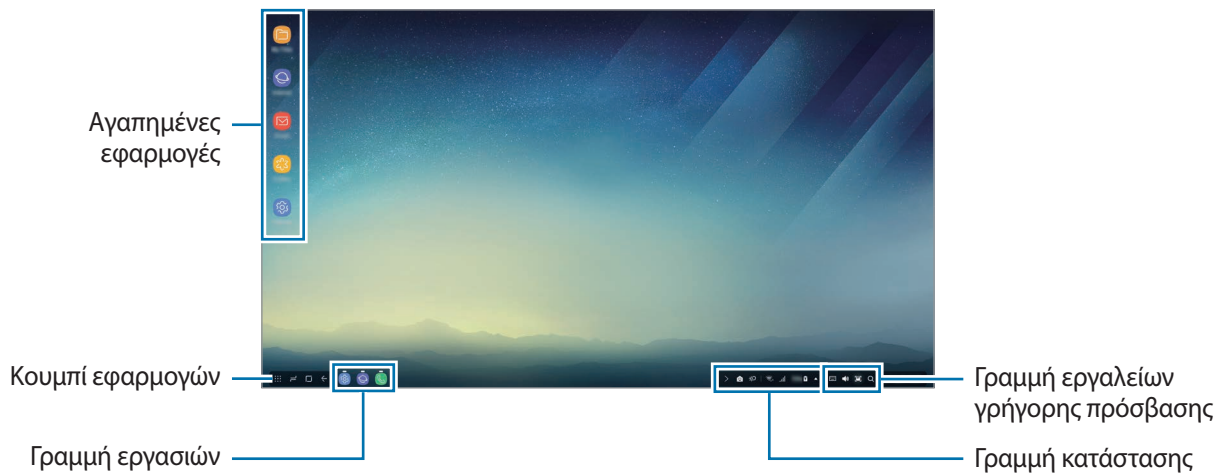 Αγαπημένες
εφαρμογές
Κουμπί εφαρμογών
Γραμμή εργασιών
Γραμμή εργαλείων
γρήγορης πρόσβασης
Γραμμή κατάστασης